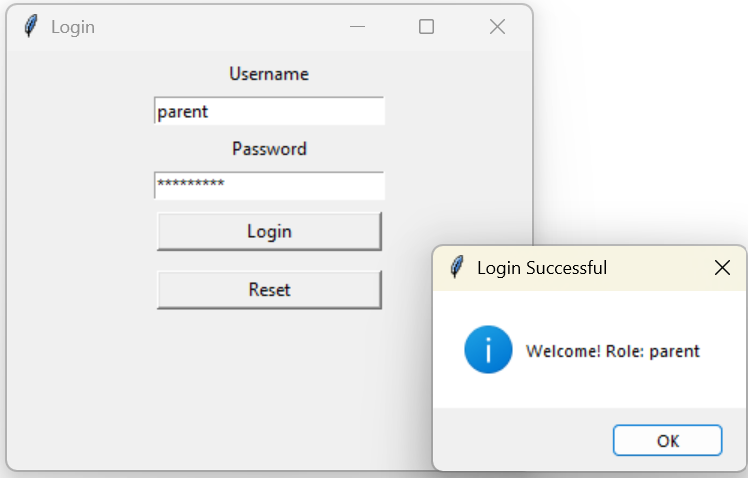 Login
Username
parent
Password
*********
Login
Reset
Login Successful
Welcome! Role: parent
OK